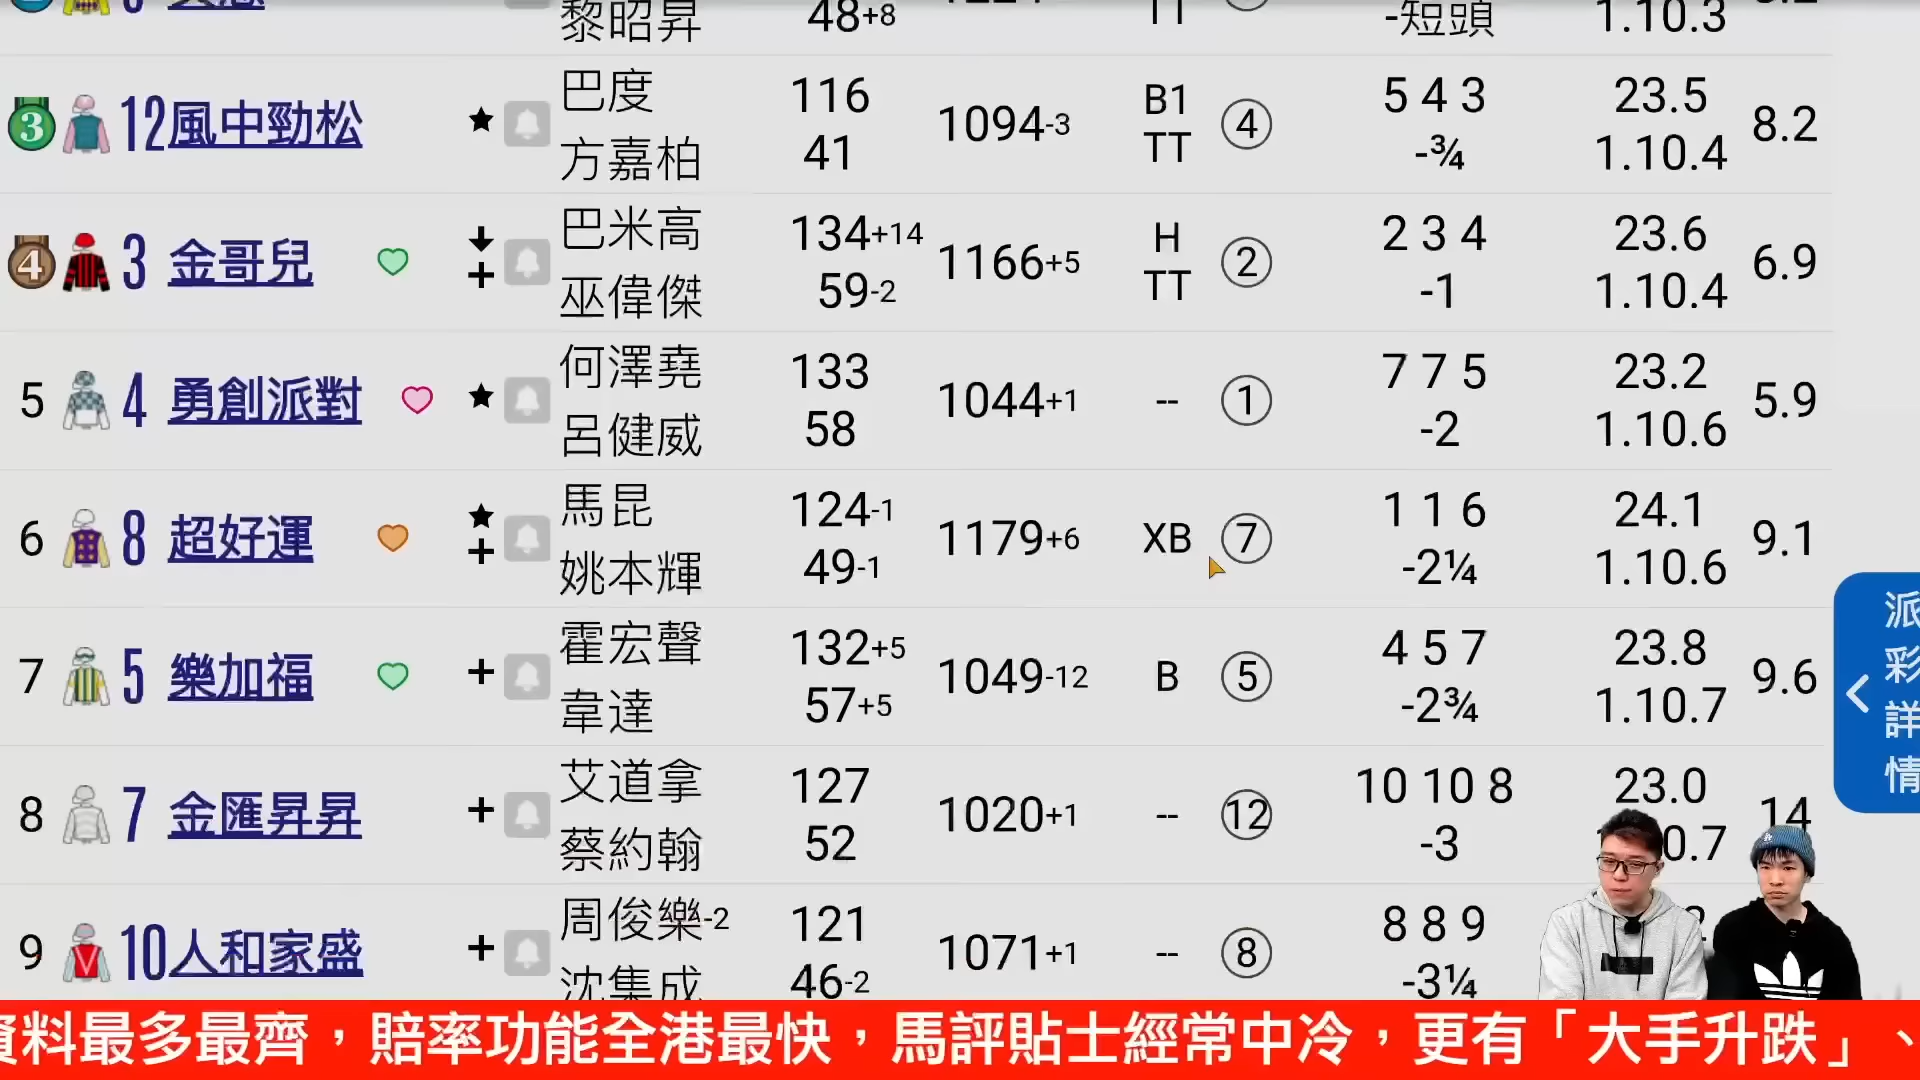 黎昭昇 48+8 TT -短頭 1.10.3
3 12 風中勁松 ★ 巴度 116 1094-3 B1 4 5 4 3 23.5 8.2
方嘉柏 41 TT -¾ 1.10.4
4 3 金哥兒 巴米高 134+14 1166+5 H 2 2 3 4 23.6 6.9
+ 巫偉傑 59-2 TT -1 1.10.4
5 4 勇創派對 ★ 何澤堯 133 1044+1 -- 1 7 7 5 23.2 5.9
呂健威 58 -2 1.10.6
6 8 超好運 ★ 馬昆 124-1 1179+6 XB 7 1 1 6 24.1 9.1
+ 姚本輝 49-1 -2¼ 1.10.6
7 5 樂加福 + 霍宏聲 132+5 1049-12 B 5 4 5 7 23.8 9.6
韋達 57+5 -2¾ 1.10.7
8 7 金匯昇昇 + 艾道拿 127 1020+1 -- 12 10 10 8 23.0 14
蔡約翰 52 -3 0.7
9 10 人和家盛 + 周俊樂-2 121 1071+1 -- 8 8 8 9
沈集成 46-2 -3¼
派彩詳情
資料最多最齊，賠率功能全港最快，馬評貼士經常中冷，更有「大手升跌」、